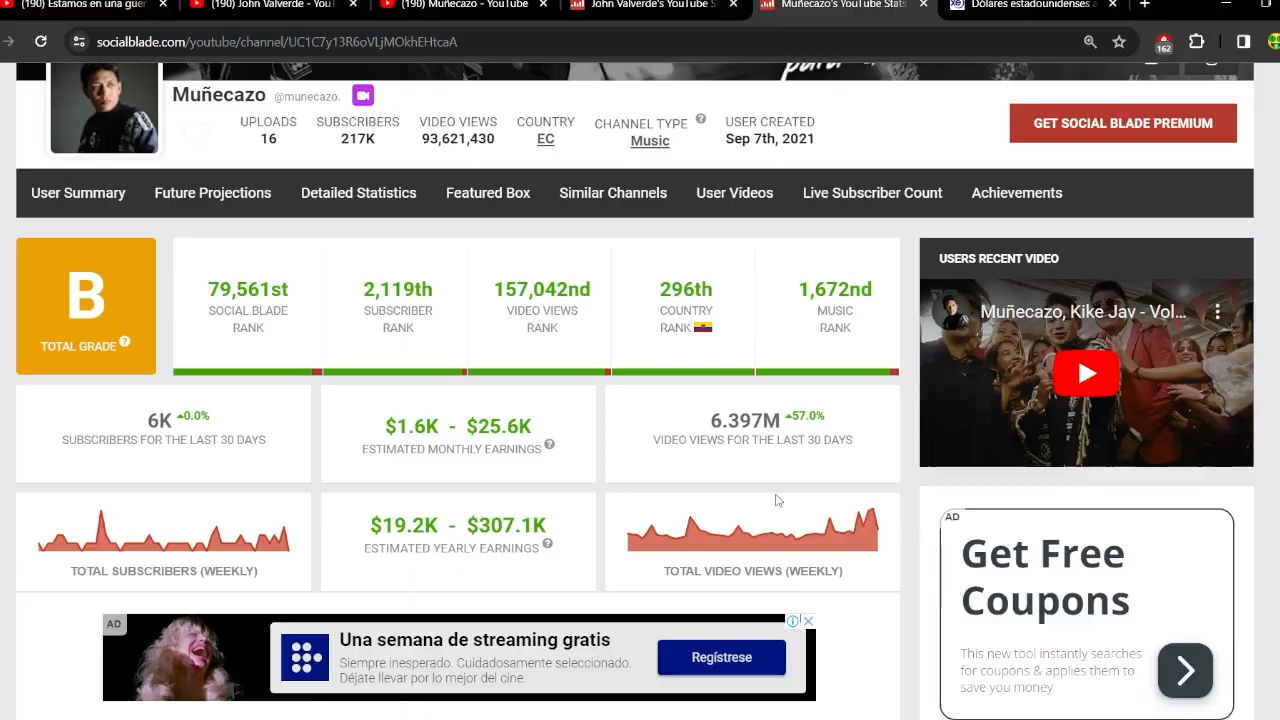 (190) Estamos en una guer
(190) John Valverde - YouT
(190) Muñecazo - YouTube
John Valverde's YouTube S
Muñecazo's YouTube Stats
Dólares estadounidenses a
socialblade.com/youtube/channel/UC1C7y13R6oVLjMOkhEHtcaA
162
para
Muñecazo @munecazo.
UPLOADS
16
SUBSCRIBERS
217K
VIDEO VIEWS
93,621,430
COUNTRY
EC
CHANNEL TYPE ?
Music
USER CREATED
Sep 7th, 2021
GET SOCIAL BLADE PREMIUM
User Summary Future Projections Detailed Statistics Featured Box Similar Channels User Videos Live Subscriber Count Achievements
B
TOTAL GRADE ?
79,561st
SOCIAL BLADE
RANK
2,119th
SUBSCRIBER
RANK
157,042nd
VIDEO VIEWS
RANK
296th
COUNTRY
RANK
1,672nd
MUSIC
RANK
6K 0.0%
SUBSCRIBERS FOR THE LAST 30 DAYS
$1.6K - $25.6K
ESTIMATED MONTHLY EARNINGS ?
6.397M 57.0%
VIDEO VIEWS FOR THE LAST 30 DAYS
TOTAL SUBSCRIBERS (WEEKLY)
$19.2K - $307.1K
ESTIMATED YEARLY EARNINGS ?
TOTAL VIDEO VIEWS (WEEKLY)
USERS RECENT VIDEO
Muñecazo, Kike Jav - Vol...
AD
Get Free
Coupons
This new tool instantly searches
for coupons & applies them to
save you money
AD
Una semana de streaming gratis
Siempre inesperado. Cuidadosamente seleccionado.
Déjate llevar por lo mejor del cine.
Regístrese